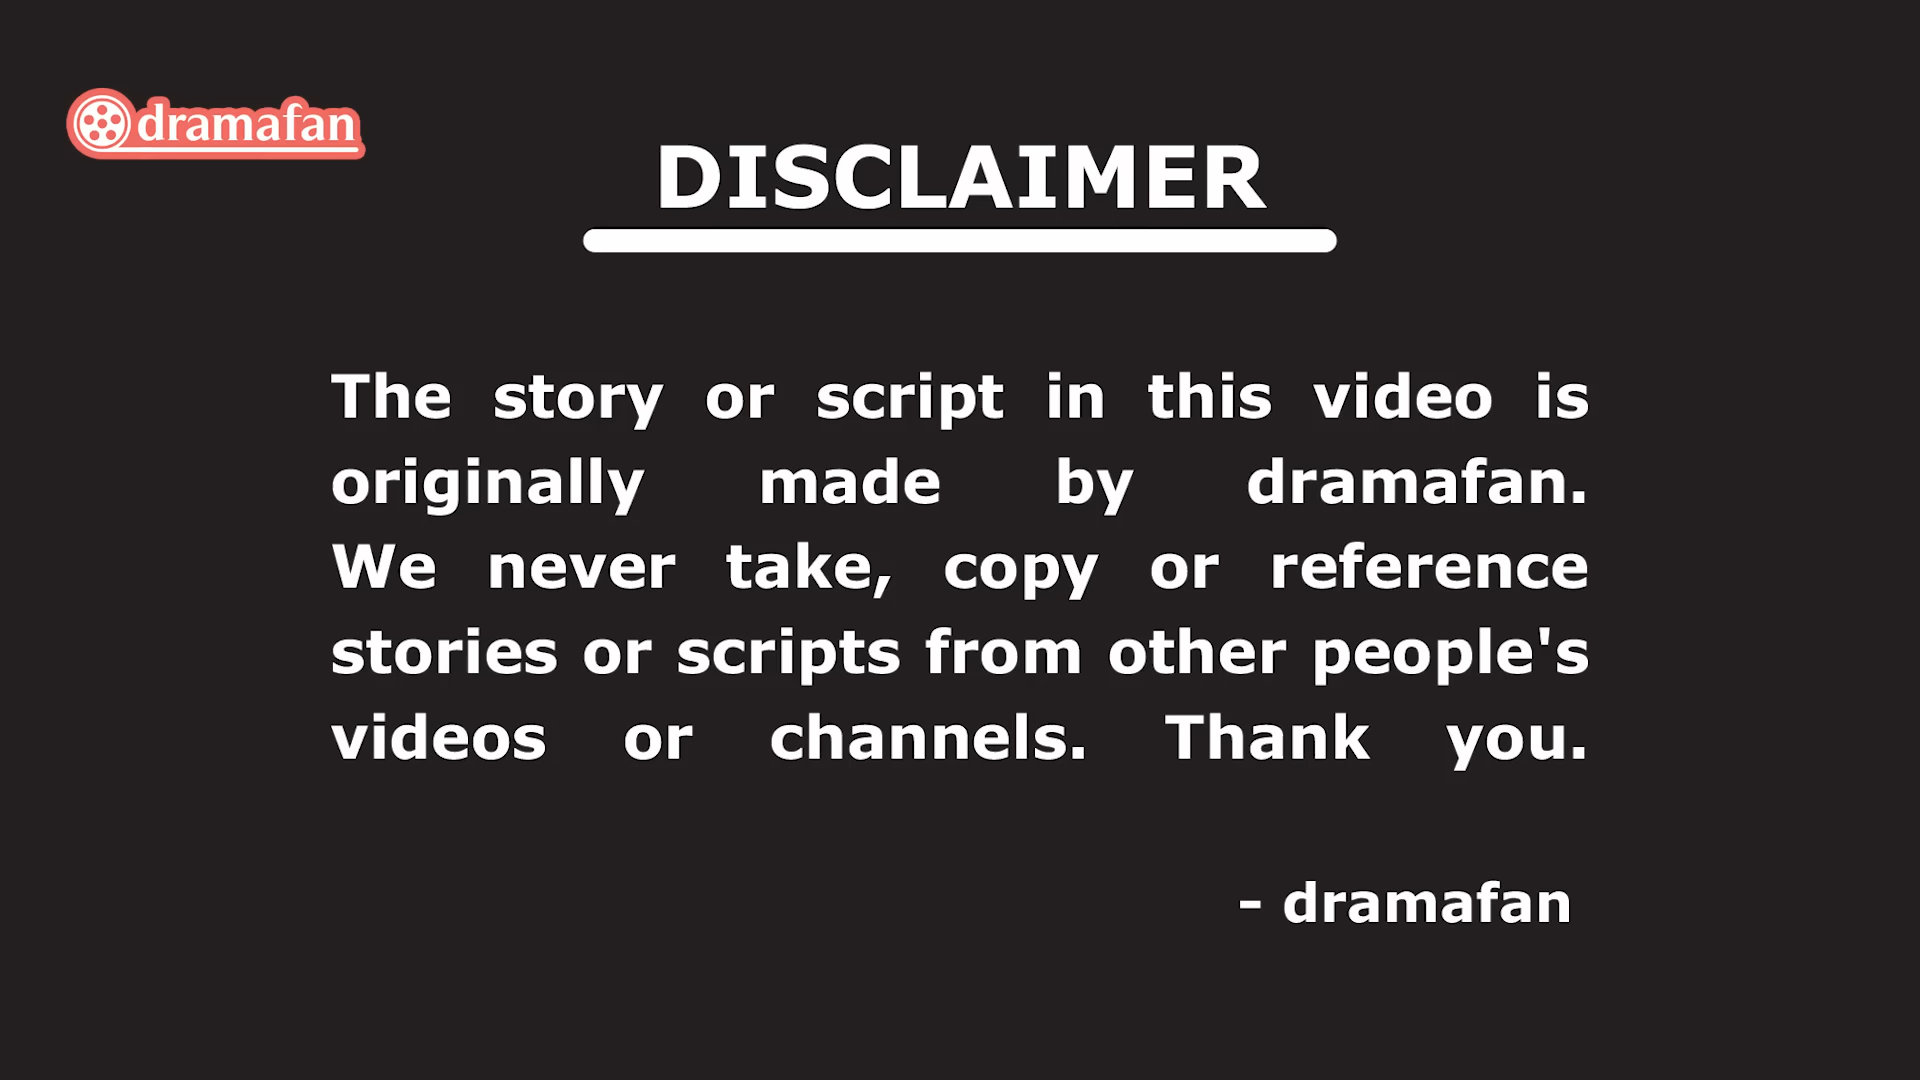 dramafan
DISCLAIMER
The story or script in this video is
originally made by dramafan.
We never take, copy or reference
stories or scripts from other people's
videos or channels. Thank you.
- dramafan